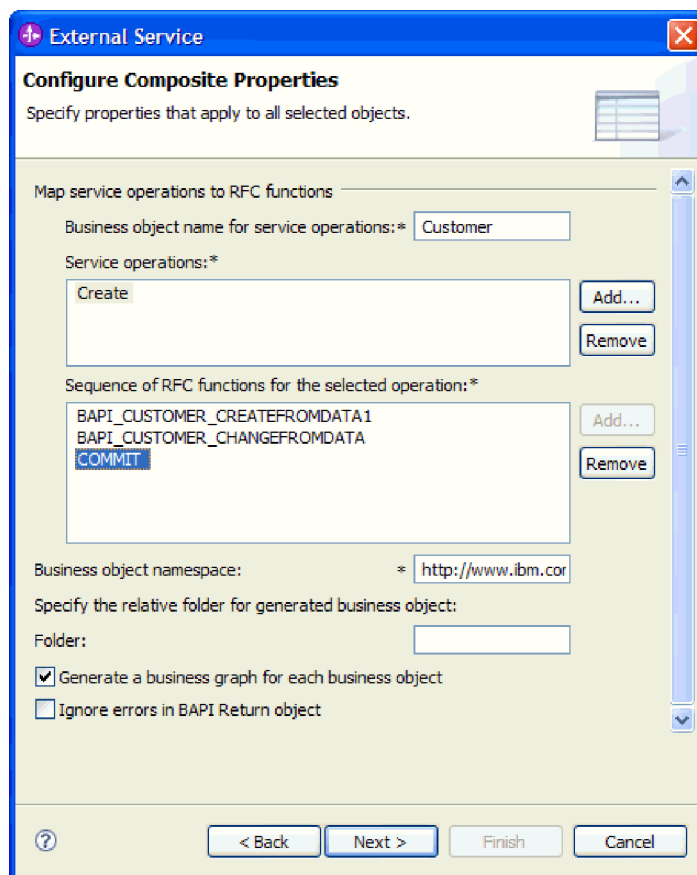 External Service
Configure Composite Properties
Specify properties that apply to all selected objects.
Map service operations to RFC functions
Business object name for service operations:* Customer
Service operations:*
Create
Add...
Remove
Sequence of RFC functions for the selected operation:*
BAPI_CUSTOMER_CREATEFROMDATA1
BAPI_CUSTOMER_CHANGEFROMDATA
COMMIT
Add...
Remove
Business object namespace: * http://www.ibm.cor
Specify the relative folder for generated business object:
Folder:
Generate a business graph for each business object
Ignore errors in BAPI Return object
? < Back Next > Finish Cancel